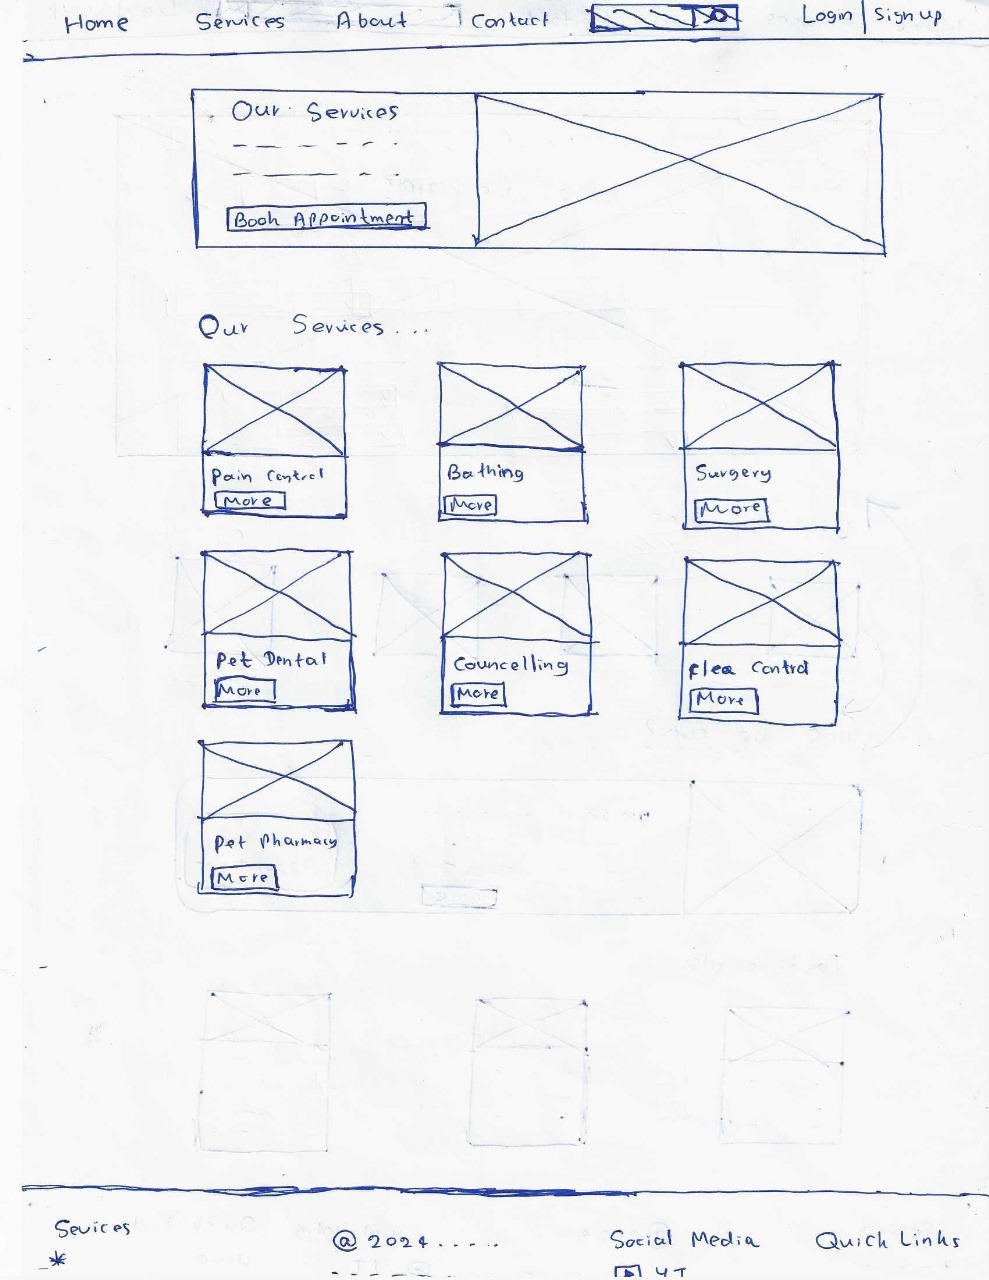 Home Services About Contact Login | Sign up
Our Services
Book Appointment
Our Services...
Pain Control
More
Bathing
More
Surgery
More
Pet Dental
More
Councelling
More
Flea Control
More
Pet Pharmacy
More
Sevices
*
@ 2024.....
Social Media
YT
Quick Links